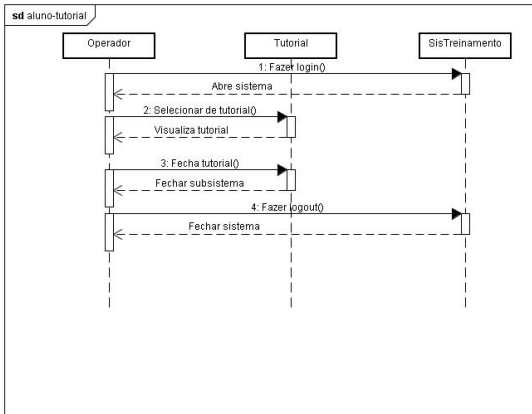 sd aluno-tutorial
Operador
Tutorial
SisTreinamento
1: Fazer login()
Abre sistema
2: Selecionar de tutorial()
Visualiza tutorial
3: Fecha tutorial()
Fechar subsistema
4: Fazer logout()
Fechar sistema